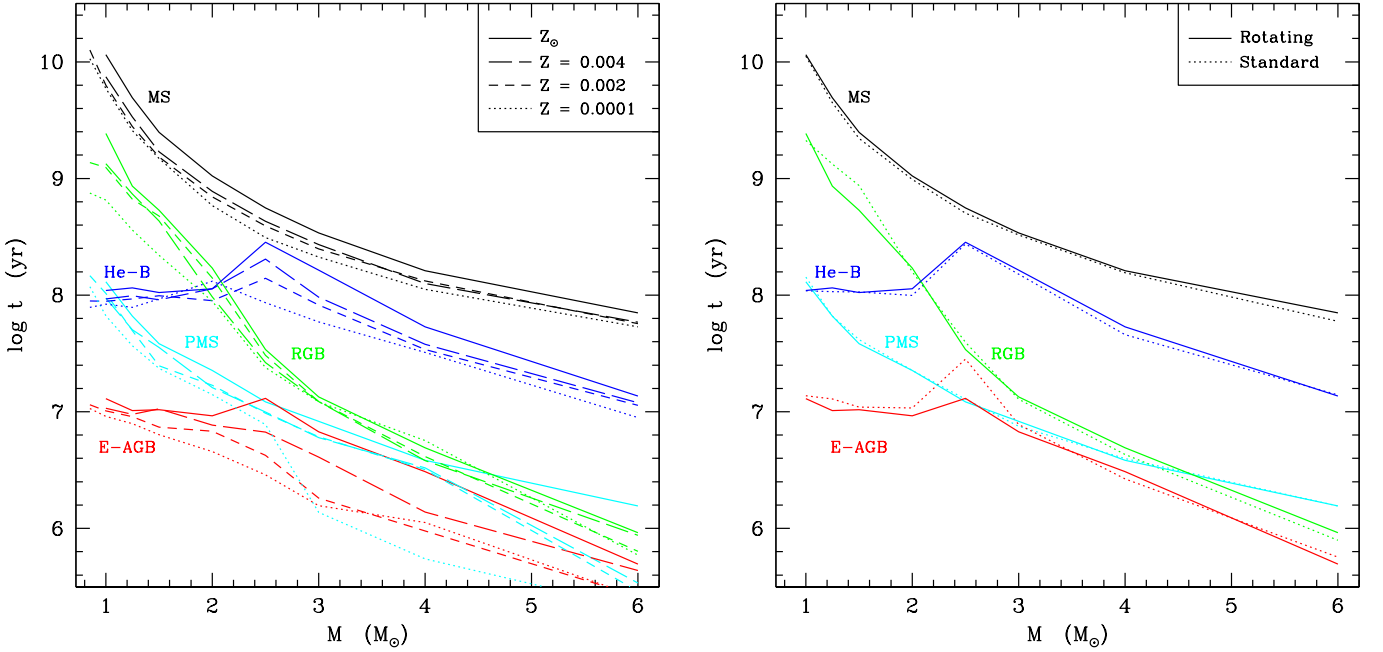 Z⊙
Z = 0.004
Z = 0.002
Z = 0.0001
MS
He-B
PMS
RGB
E-AGB
10
9
8
7
6
log t (yr)
1 2 3 4 5 6
M (M⊙)
Rotating
Standard
MS
He-B
PMS
RGB
E-AGB
10
9
8
7
6
log t (yr)
1 2 3 4 5 6
M (M⊙)